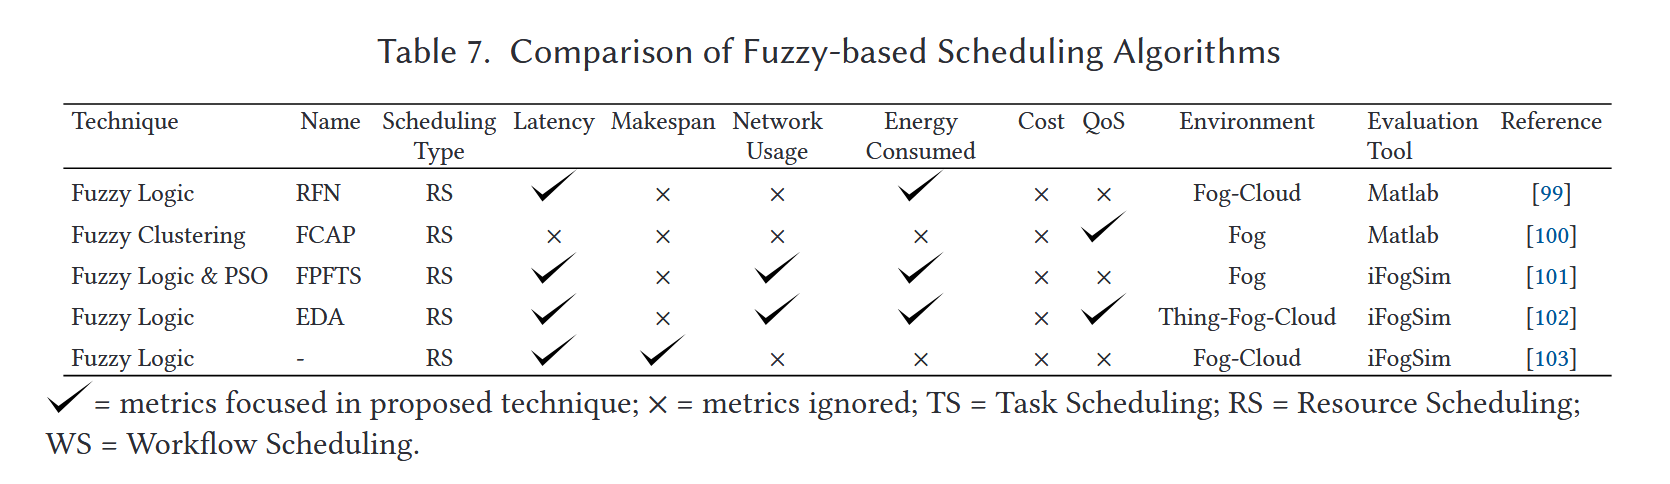 Table 7. Comparison of Fuzzy-based Scheduling Algorithms
Technique Name Scheduling Type Latency Makespan Network Usage Energy Consumed Cost QoS Environment Evaluation Tool Reference
Fuzzy Logic RFN RS ✓ × × ✓ × × Fog-Cloud Matlab [99]
Fuzzy Clustering FCAP RS × × × × × ✓ Fog Matlab [100]
Fuzzy Logic & PSO FPFTS RS ✓ × ✓ ✓ × × Fog iFogSim [101]
Fuzzy Logic EDA RS ✓ × ✓ ✓ × ✓ Thing-Fog-Cloud iFogSim [102]
Fuzzy Logic - RS ✓ ✓ × × × × Fog-Cloud iFogSim [103]
✓ = metrics focused in proposed technique; × = metrics ignored; TS = Task Scheduling; RS = Resource Scheduling;
WS = Workflow Scheduling.